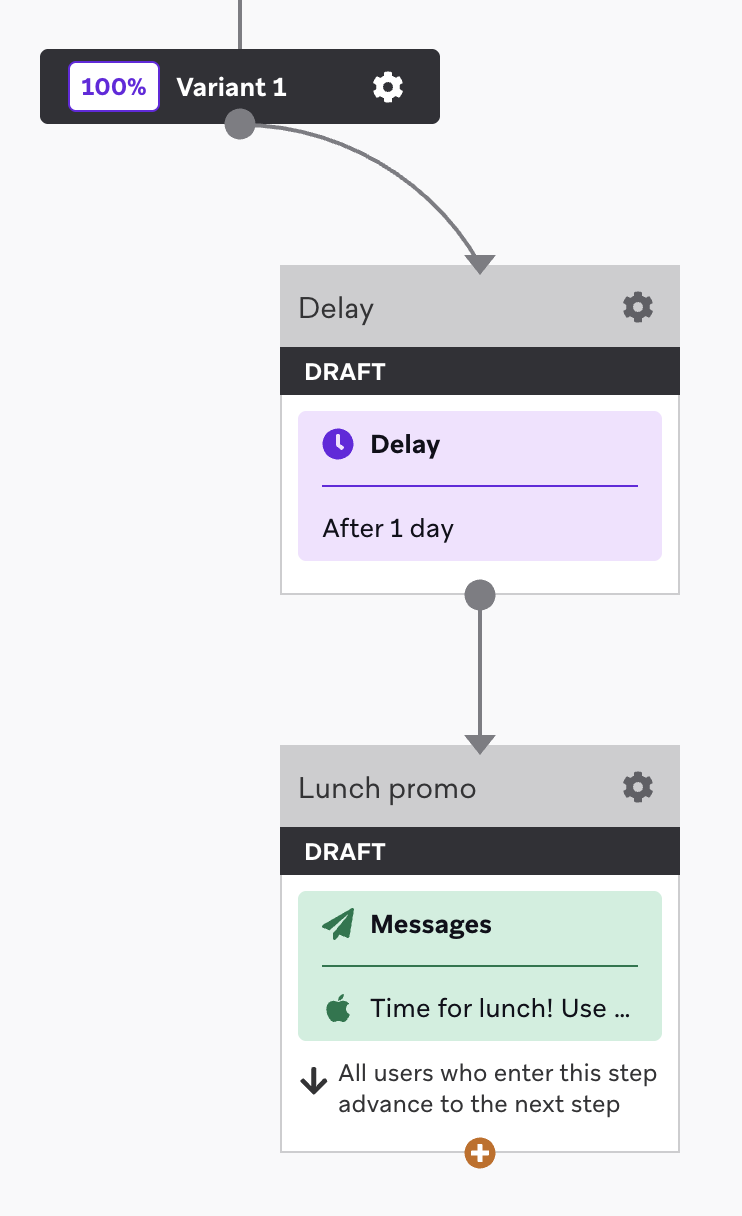 100% Variant 1
Delay
DRAFT
Delay
After 1 day
Lunch promo
DRAFT
Messages
Time for lunch! Use ...
All users who enter this step
advance to the next step